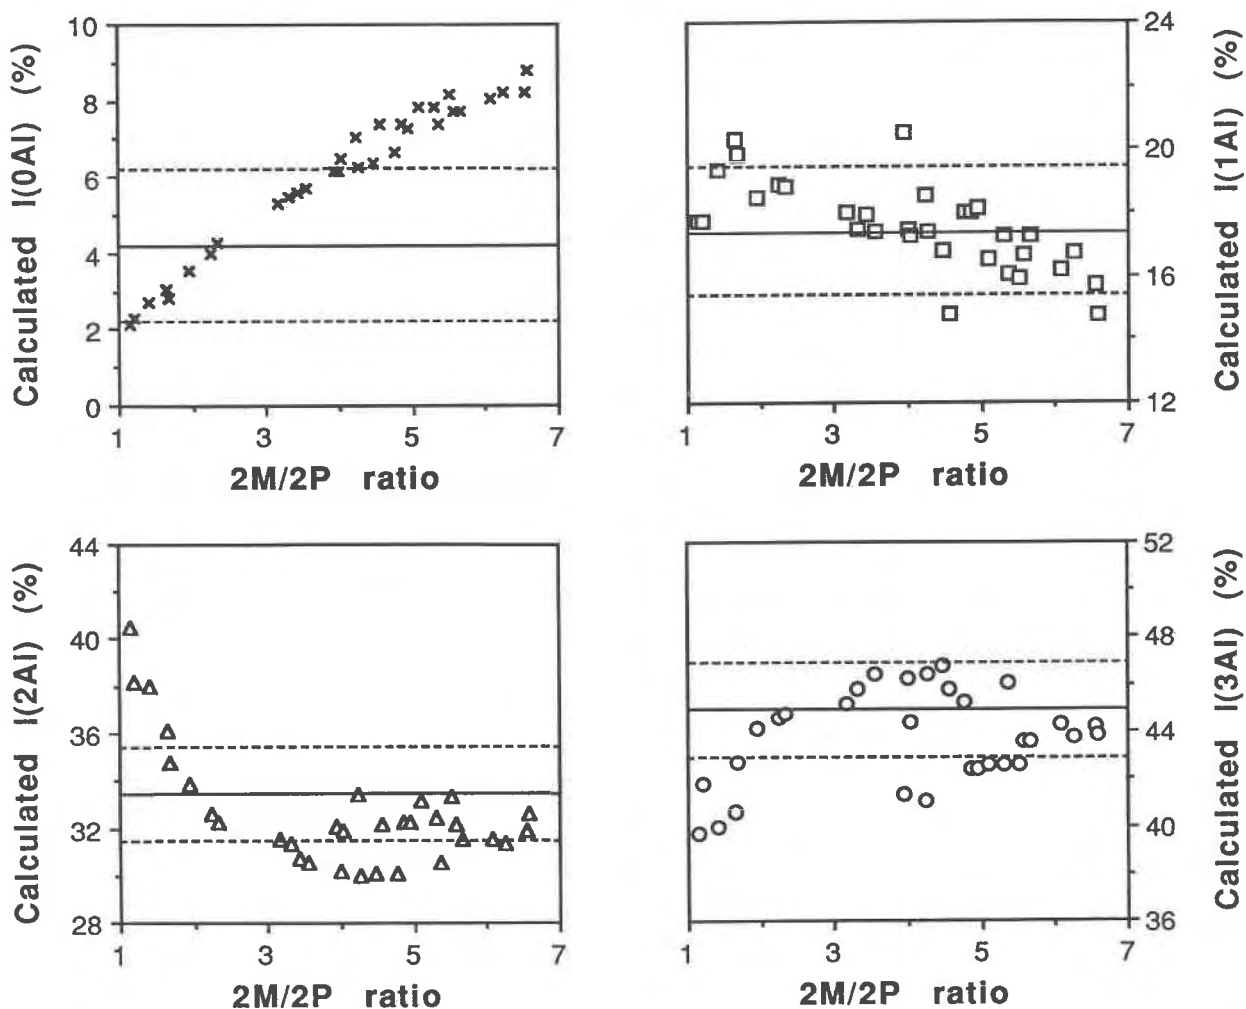 Calculated I(0Al) (%)
10
8
6
4
2
0
1 3 5 7
2M/2P ratio
Calculated I(1Al) (%)
24
20
16
12
1 3 5 7
2M/2P ratio
Calculated I(2Al) (%)
44
40
36
32
28
1 3 5 7
2M/2P ratio
Calculated I(3Al) (%)
52
48
44
40
36
1 3 5 7
2M/2P ratio